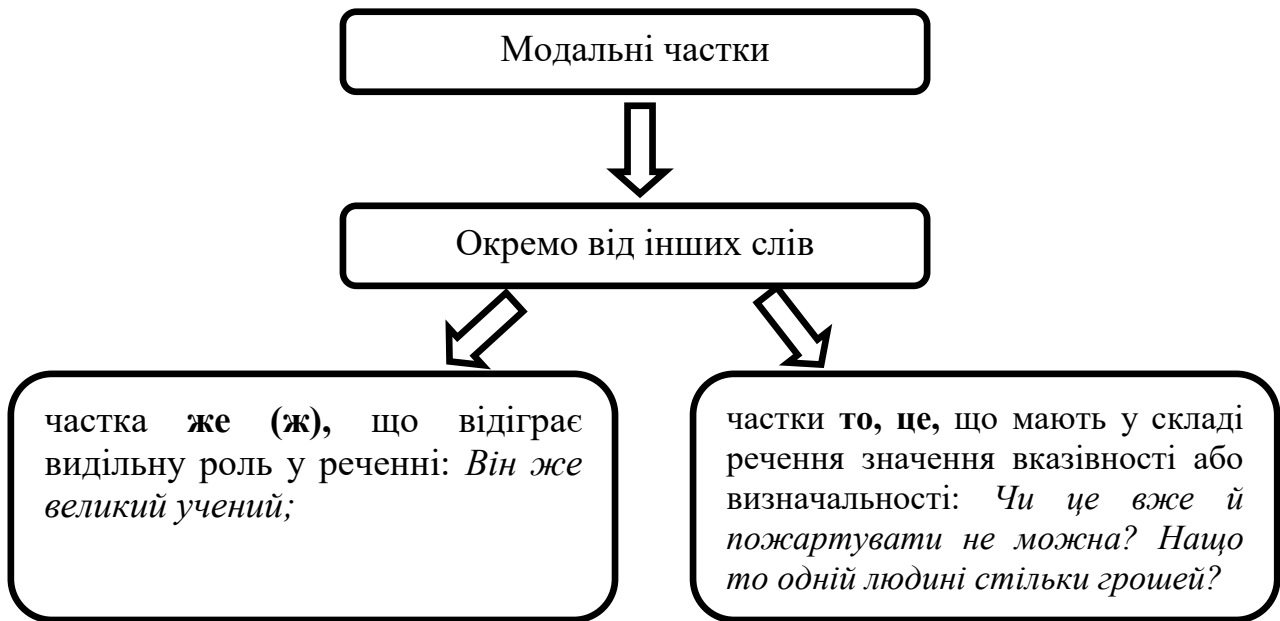 Модальні частки
Окремо від інших слів
частка же (ж), що відіграє
видільну роль у реченні: Він же
великий учений;
частки то, це, що мають у складі
речення значення вказівності або
визначальності: Чи це вже й
пожартувати не можна? Нащо
то одній людині стільки грошей?